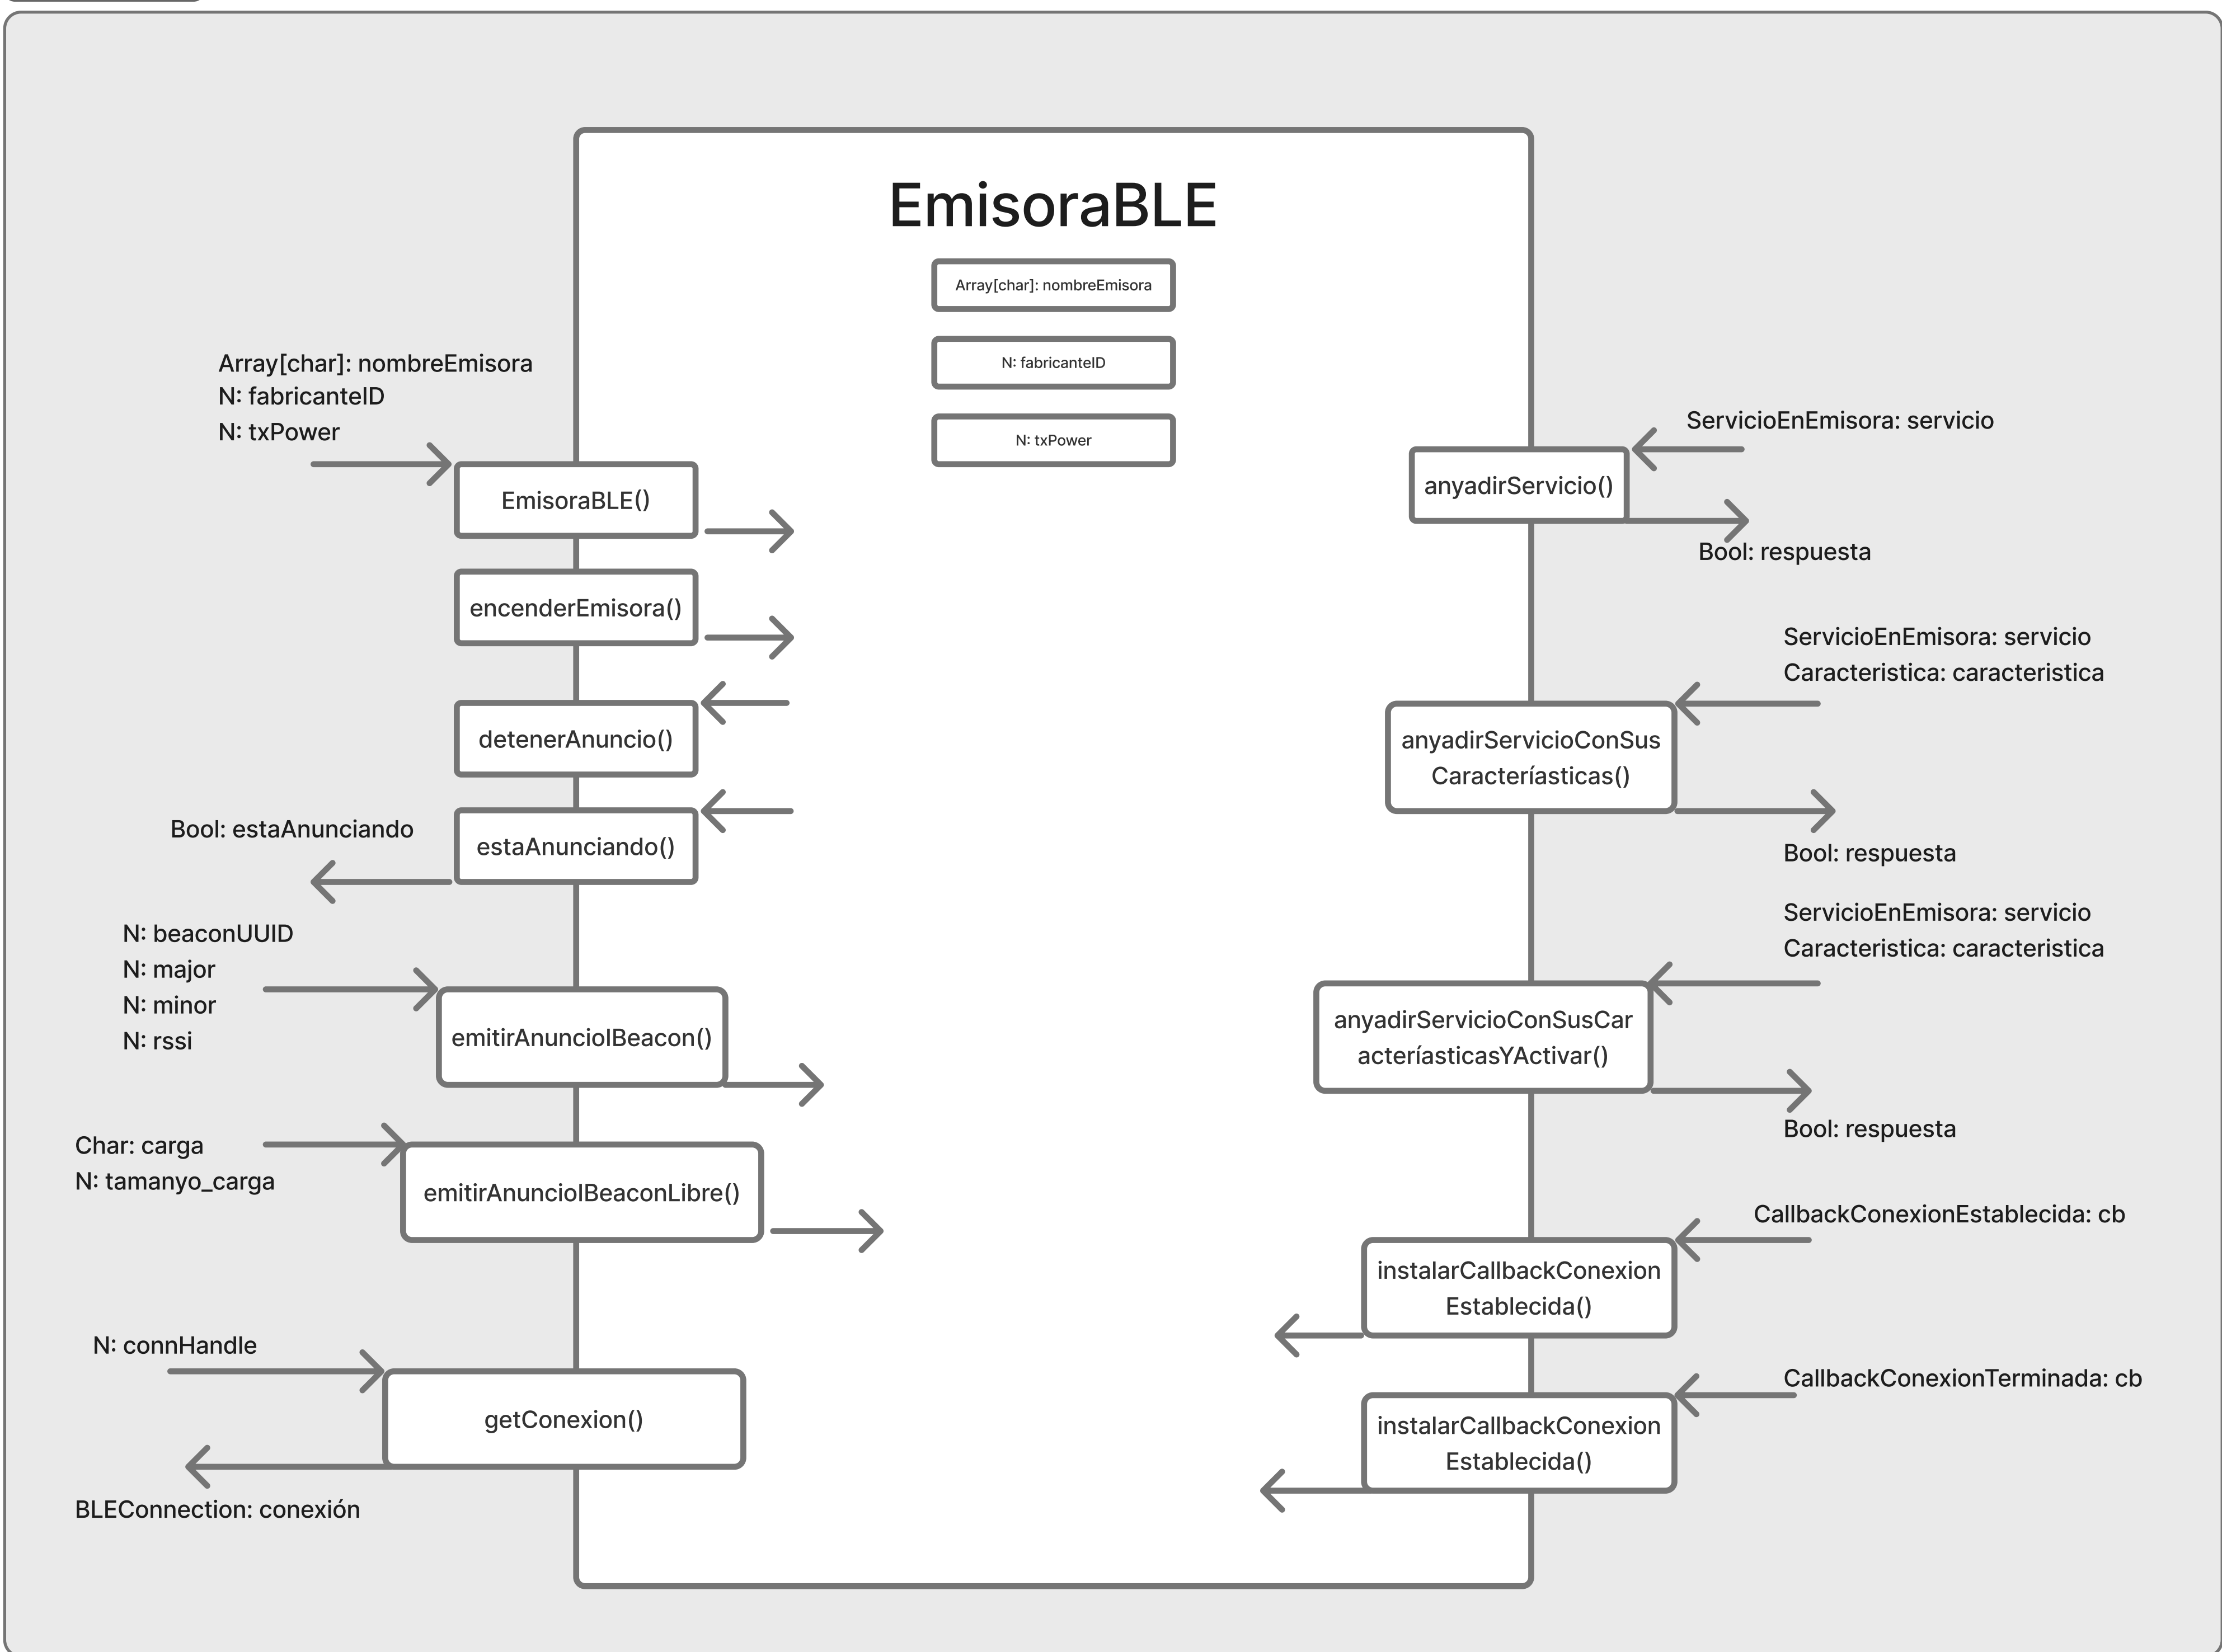 EmisoraBLE
Array[char]: nombreEmisora
N: fabricanteID
N: txPower
Array[char]: nombreEmisora
N: fabricanteID
N: txPower
EmisoraBLE()
encenderEmisora()
detenerAnuncio()
Bool: estaAnunciando
estaAnunciando()
N: beaconUUID
N: major
N: minor
N: rssi
emitirAnuncioIBeacon()
Char: carga
N: tamanyo_carga
emitirAnuncioIBeaconLibre()
N: connHandle
getConexion()
BLEConnection: conexión
ServicioEnEmisora: servicio
anyadirServicio()
Bool: respuesta
ServicioEnEmisora: servicio
Caracteristica: caracteristica
anyadirServicioConSus
Caracteríasticas()
Bool: respuesta
ServicioEnEmisora: servicio
Caracteristica: caracteristica
anyadirServicioConSusCar
acteríasticasYActivar()
Bool: respuesta
CallbackConexionEstablecida: cb
instalarCallbackConexion
Establecida()
CallbackConexionTerminada: cb
instalarCallbackConexion
Establecida()